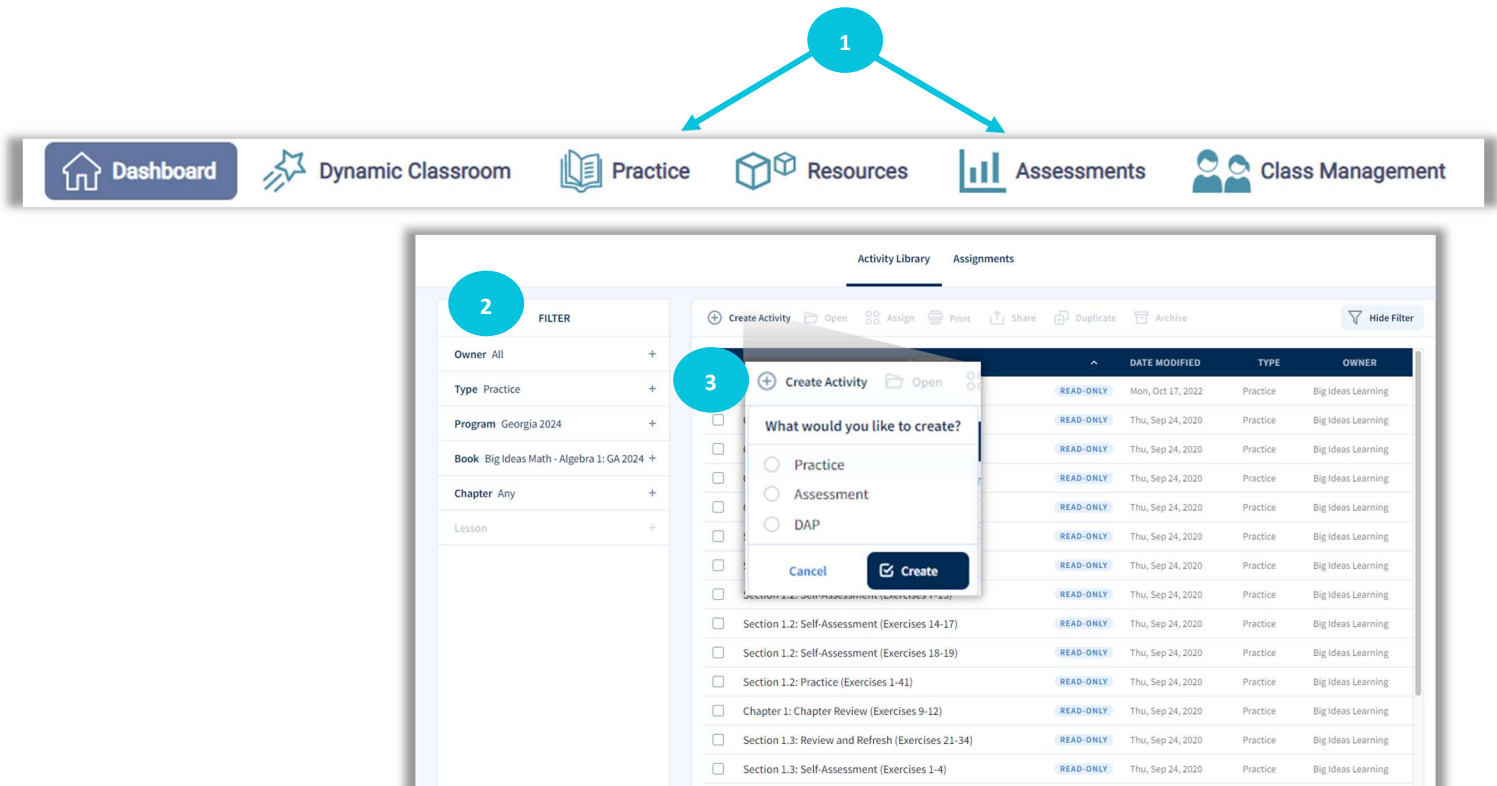 1
Dashboard Dynamic Classroom Practice Resources Assessments Class Management
Activity Library Assignments
2
FILTER
Create Activity Open Assign Print Share Duplicate Archive Hide Filter
Owner All +
DATE MODIFIED TYPE OWNER
3
Create Activity Open
Type Practice +
READ-ONLY Mon, Oct 17, 2022 Practice Big Ideas Learning
Program Georgia 2024 +
What would you like to create?
READ-ONLY Thu, Sep 24, 2020 Practice Big Ideas Learning
Book Big Ideas Math - Algebra 1: GA 2024 +
READ-ONLY Thu, Sep 24, 2020 Practice Big Ideas Learning
Practice
READ-ONLY Thu, Sep 24, 2020 Practice Big Ideas Learning
Chapter Any +
Assessment
READ-ONLY Thu, Sep 24, 2020 Practice Big Ideas Learning
Lesson +
DAP
READ-ONLY Thu, Sep 24, 2020 Practice Big Ideas Learning
Cancel Create
READ-ONLY Thu, Sep 24, 2020 Practice Big Ideas Learning
Section 1.2: Self-Assessment (Exercises 7-13) READ-ONLY Thu, Sep 24, 2020 Practice Big Ideas Learning
Section 1.2: Self-Assessment (Exercises 14-17) READ-ONLY Thu, Sep 24, 2020 Practice Big Ideas Learning
Section 1.2: Self-Assessment (Exercises 18-19) READ-ONLY Thu, Sep 24, 2020 Practice Big Ideas Learning
Section 1.2: Practice (Exercises 1-41) READ-ONLY Thu, Sep 24, 2020 Practice Big Ideas Learning
Chapter 1: Chapter Review (Exercises 9-12) READ-ONLY Thu, Sep 24, 2020 Practice Big Ideas Learning
Section 1.3: Review and Refresh (Exercises 21-34) READ-ONLY Thu, Sep 24, 2020 Practice Big Ideas Learning
Section 1.3: Self-Assessment (Exercises 1-4) READ-ONLY Thu, Sep 24, 2020 Practice Big Ideas Learning